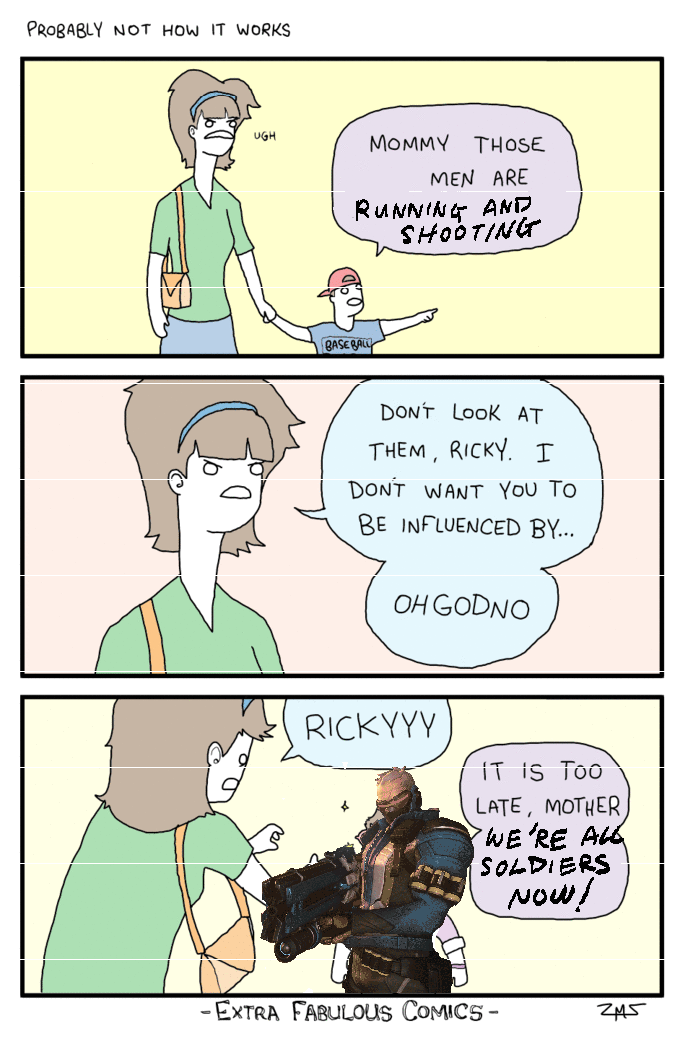 PROBABLY NOT HOW IT WORKS
UGH
MOMMY THOSE
MEN ARE
RUNNING AND
SHOOTING
BASEBALL
DON'T LOOK AT
THEM, RICKY. I
DON'T WANT YOU TO
BE INFLUENCED BY...
OHGODNO
RICKYYY
IT IS TOO
LATE, MOTHER
WE'RE ALL
SOLDIERS
NOW!
-EXTRA FABULOUS COMICS-
ZMS